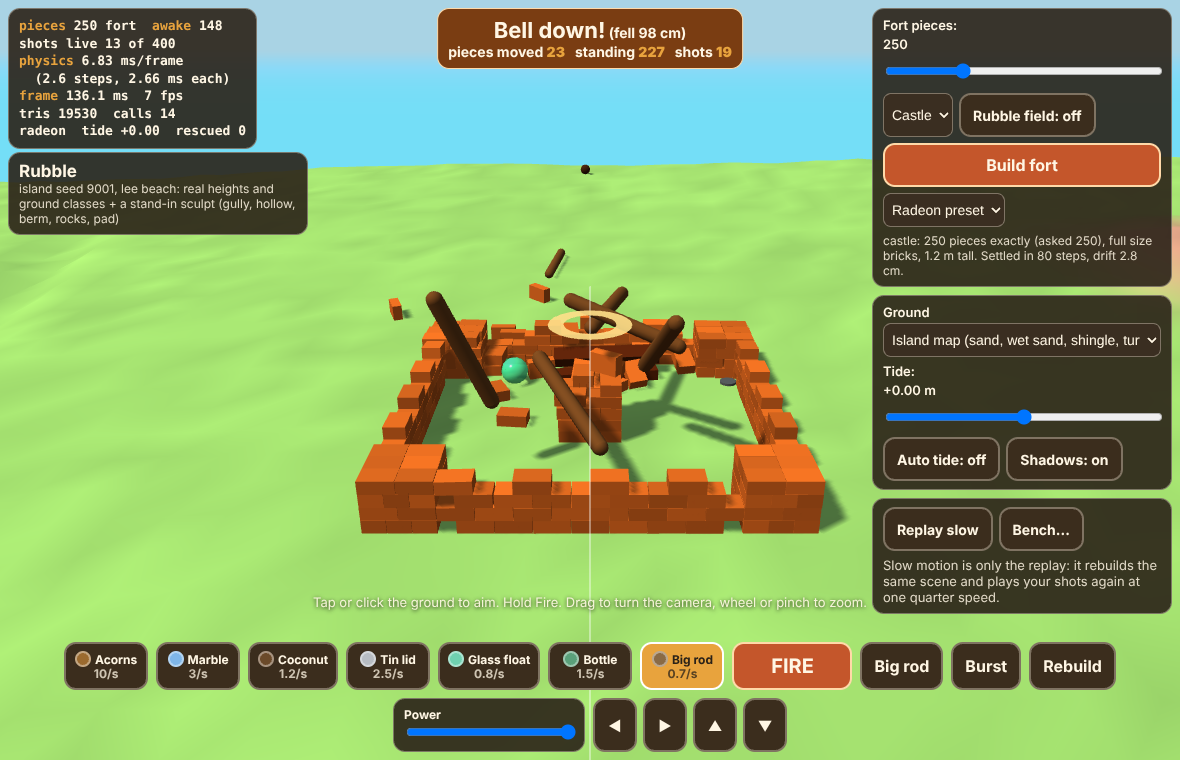 pieces 250 fort awake 148
shots live 13 of 400
physics 6.83 ms/frame
(2.6 steps, 2.66 ms each)
frame 136.1 ms 7 fps
tris 19530 calls 14
radeon tide +0.00 rescued 0
Rubble
island seed 9001, lee beach: real heights and
ground classes + a stand-in sculpt (gully, hollow,
berm, rocks, pad)
Bell down! (fell 98 cm)
pieces moved 23 standing 227 shots 19
Fort pieces:
250
Castle
Rubble field: off
Build fort
Radeon preset
castle: 250 pieces exactly (asked 250), full size
bricks, 1.2 m tall. Settled in 80 steps, drift 2.8
cm.
Ground
Island map (sand, wet sand, shingle, tur
Tide:
+0.00 m
Auto tide: off
Shadows: on
Replay slow
Bench...
Slow motion is only the replay: it rebuilds the
same scene and plays your shots again at
one quarter speed.
Tap or click the ground to aim. Hold Fire. Drag to turn the camera, wheel or pinch to zoom.
Acorns
10/s
Marble
3/s
Coconut
1.2/s
Tin lid
2.5/s
Glass float
0.8/s
Bottle
1.5/s
Big rod
0.7/s
FIRE
Big rod
Burst
Rebuild
Power